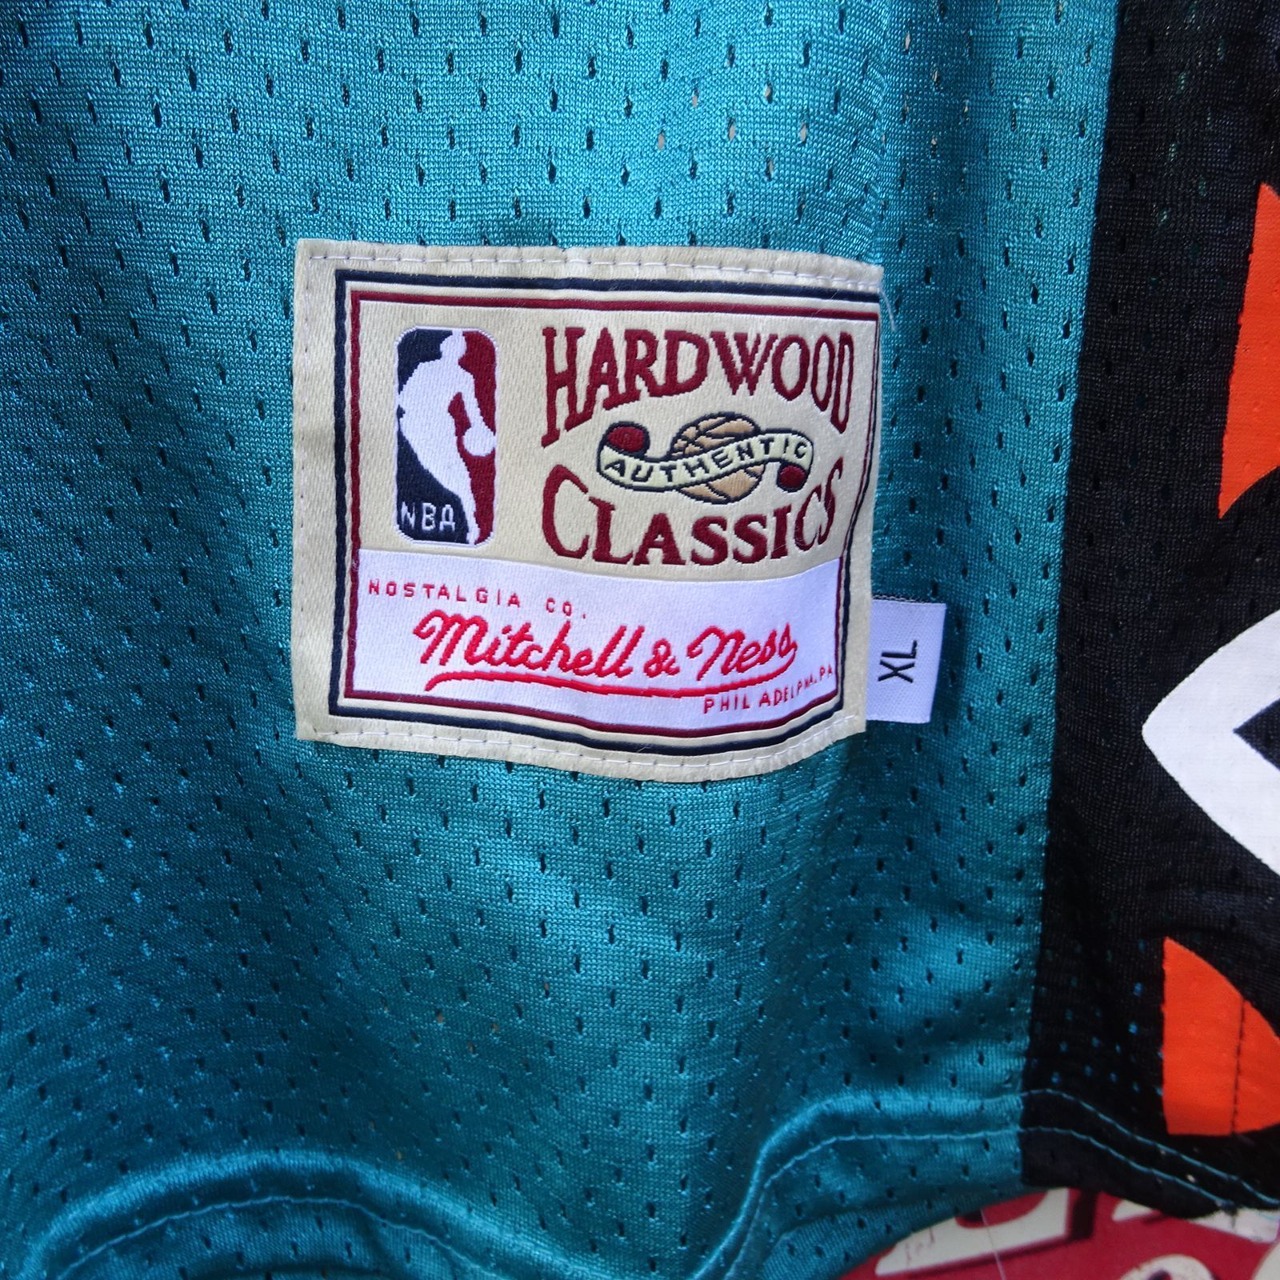 HARDWOOD
AUTHENTIC
CLASSICS
NBA
NOSTALGIA CO.
Mitchell & Ness
PHILADELPHIA, PA
XL